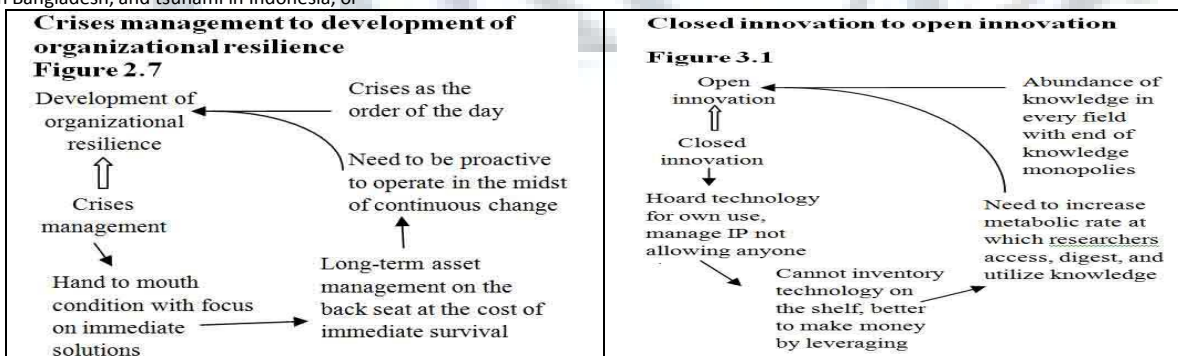 Bangladesh, and tsunami in Indonesia, or
Crises management to development of
organizational resilience
Figure 2.7
Development of
organizational
resilience
Crises as the
order of the day
Need to be proactive
to operate in the midst
of continuous change
Crises
management
Hand to mouth
condition with focus
on immediate
solutions
Long-term asset
management on the
back seat at the cost of
immediate survival
Closed innovation to open innovation
Figure 3.1
Open
innovation
Abundance of
knowledge in
every field
with end of
knowledge
monopolies
Closed
innovation
Hoard technology
for own use,
manage IP not
allowing anyone
Need to increase
metabolic rate at
which researchers
access, digest, and
utilize knowledge
Cannot inventory
technology on
the shelf, better
to make money
by leveraging